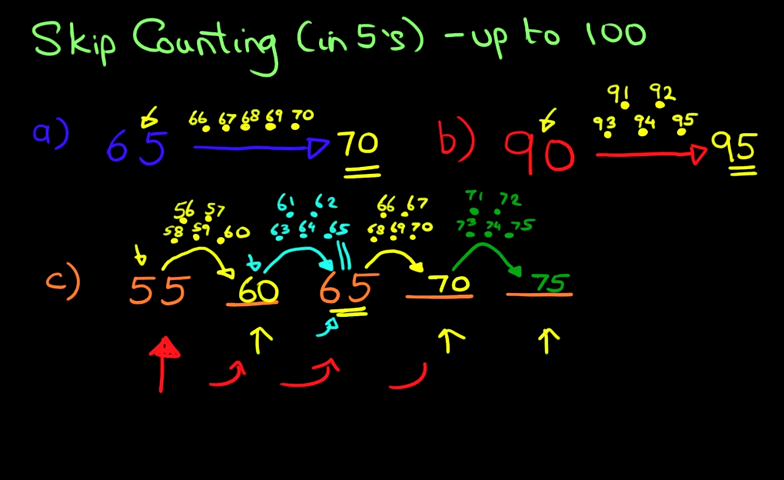 Skip Counting (in 5's) - up to 100
91 92
66 67 68 69 70 93 94 95
a) 65 70 b) 90 95
56 57 61 62 66 67 71 72
58 59 60 63 64 65 68 69 70 73 74 75
c) 55 60 65 70 75